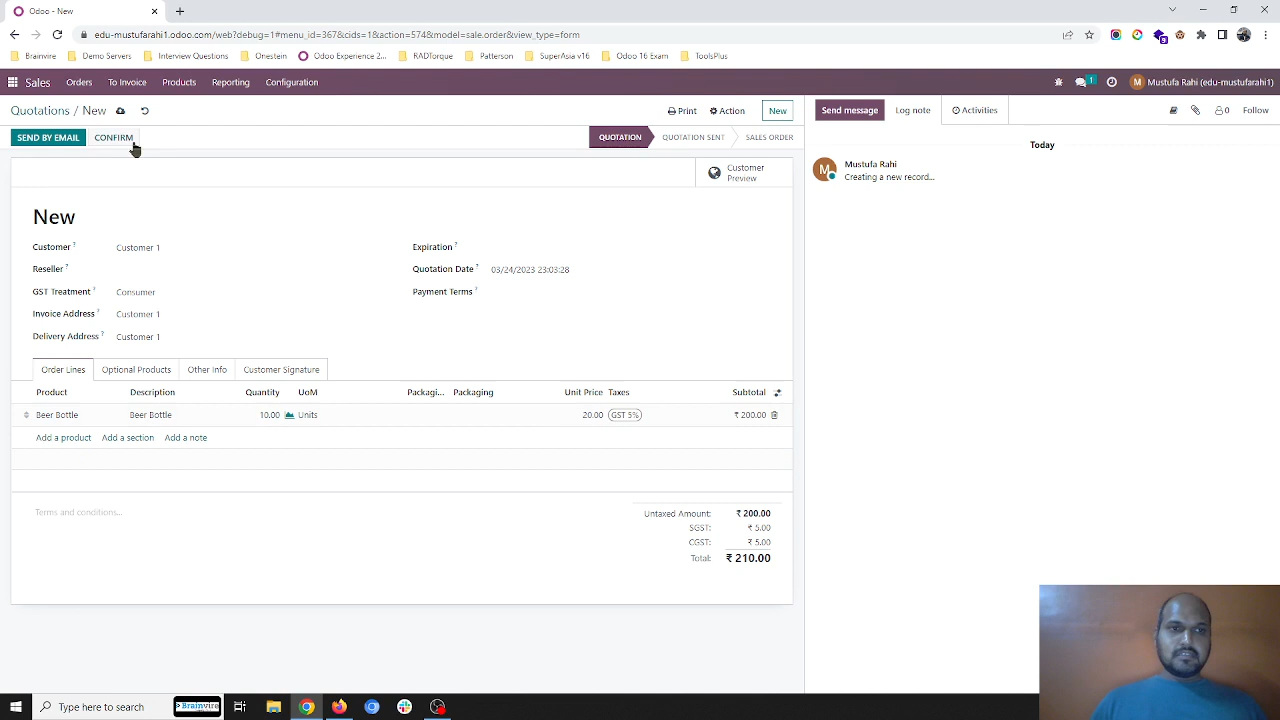 Odoo - New
edu-mustufarahi1.odoo.com/web?debug=1#menu_id=367&cids=1&action=574&model=sale.order&view_type=form
Brainvire Demo Servers Interview Questions Onestein Odoo Experience 2... RADTorque Patterson SuperAsia v16 Odoo 16 Exam ToolsPlus
Sales Orders To Invoice Products Reporting Configuration 1 Mustufa Rahi (edu-mustufarahi1)
Quotations / New Print Action New Send message Log note Activities 0 Follow
SEND BY EMAIL CONFIRM QUOTATION QUOTATION SENT SALES ORDER
Today
Customer Preview
Mustufa Rahi
Creating a new record...
New
Customer ? Customer 1 Expiration ?
Reseller ? Quotation Date ? 03/24/2023 23:03:28
GST Treatment ? Consumer Payment Terms ?
Invoice Address ? Customer 1
Delivery Address ? Customer 1
Order Lines Optional Products Other Info Customer Signature
Product Description Quantity UoM Packagi... Packaging Unit Price Taxes Subtotal
Beer Bottle Beer Bottle 10.00 Units 20.00 GST 5% ₹ 200.00
Add a product Add a section Add a note
Terms and conditions...
Untaxed Amount: ₹ 200.00
SGST: ₹ 5.00
CGST: ₹ 5.00
Total: ₹ 210.00
Type here to search Brainvire